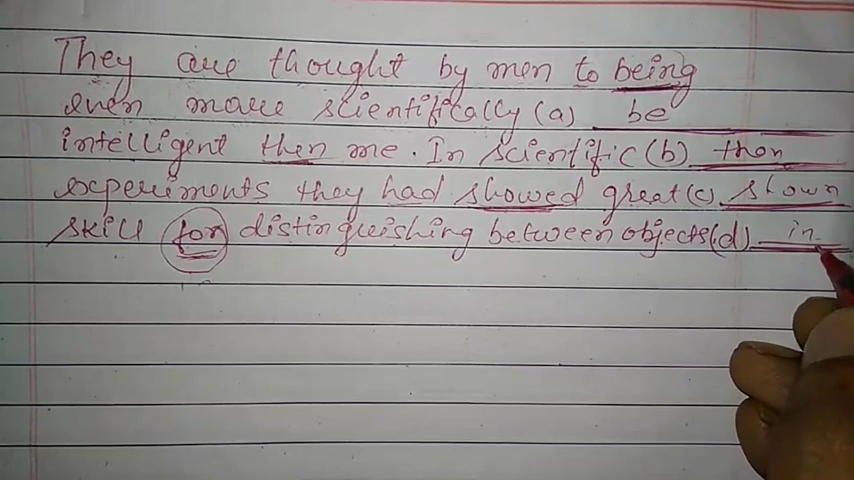 They are thought by men to being
even more scientifically (a) be
intelligent then me. In scientific (b) than
experiments they had showed great (c) shown
skill for distinguishing between objects (d) in